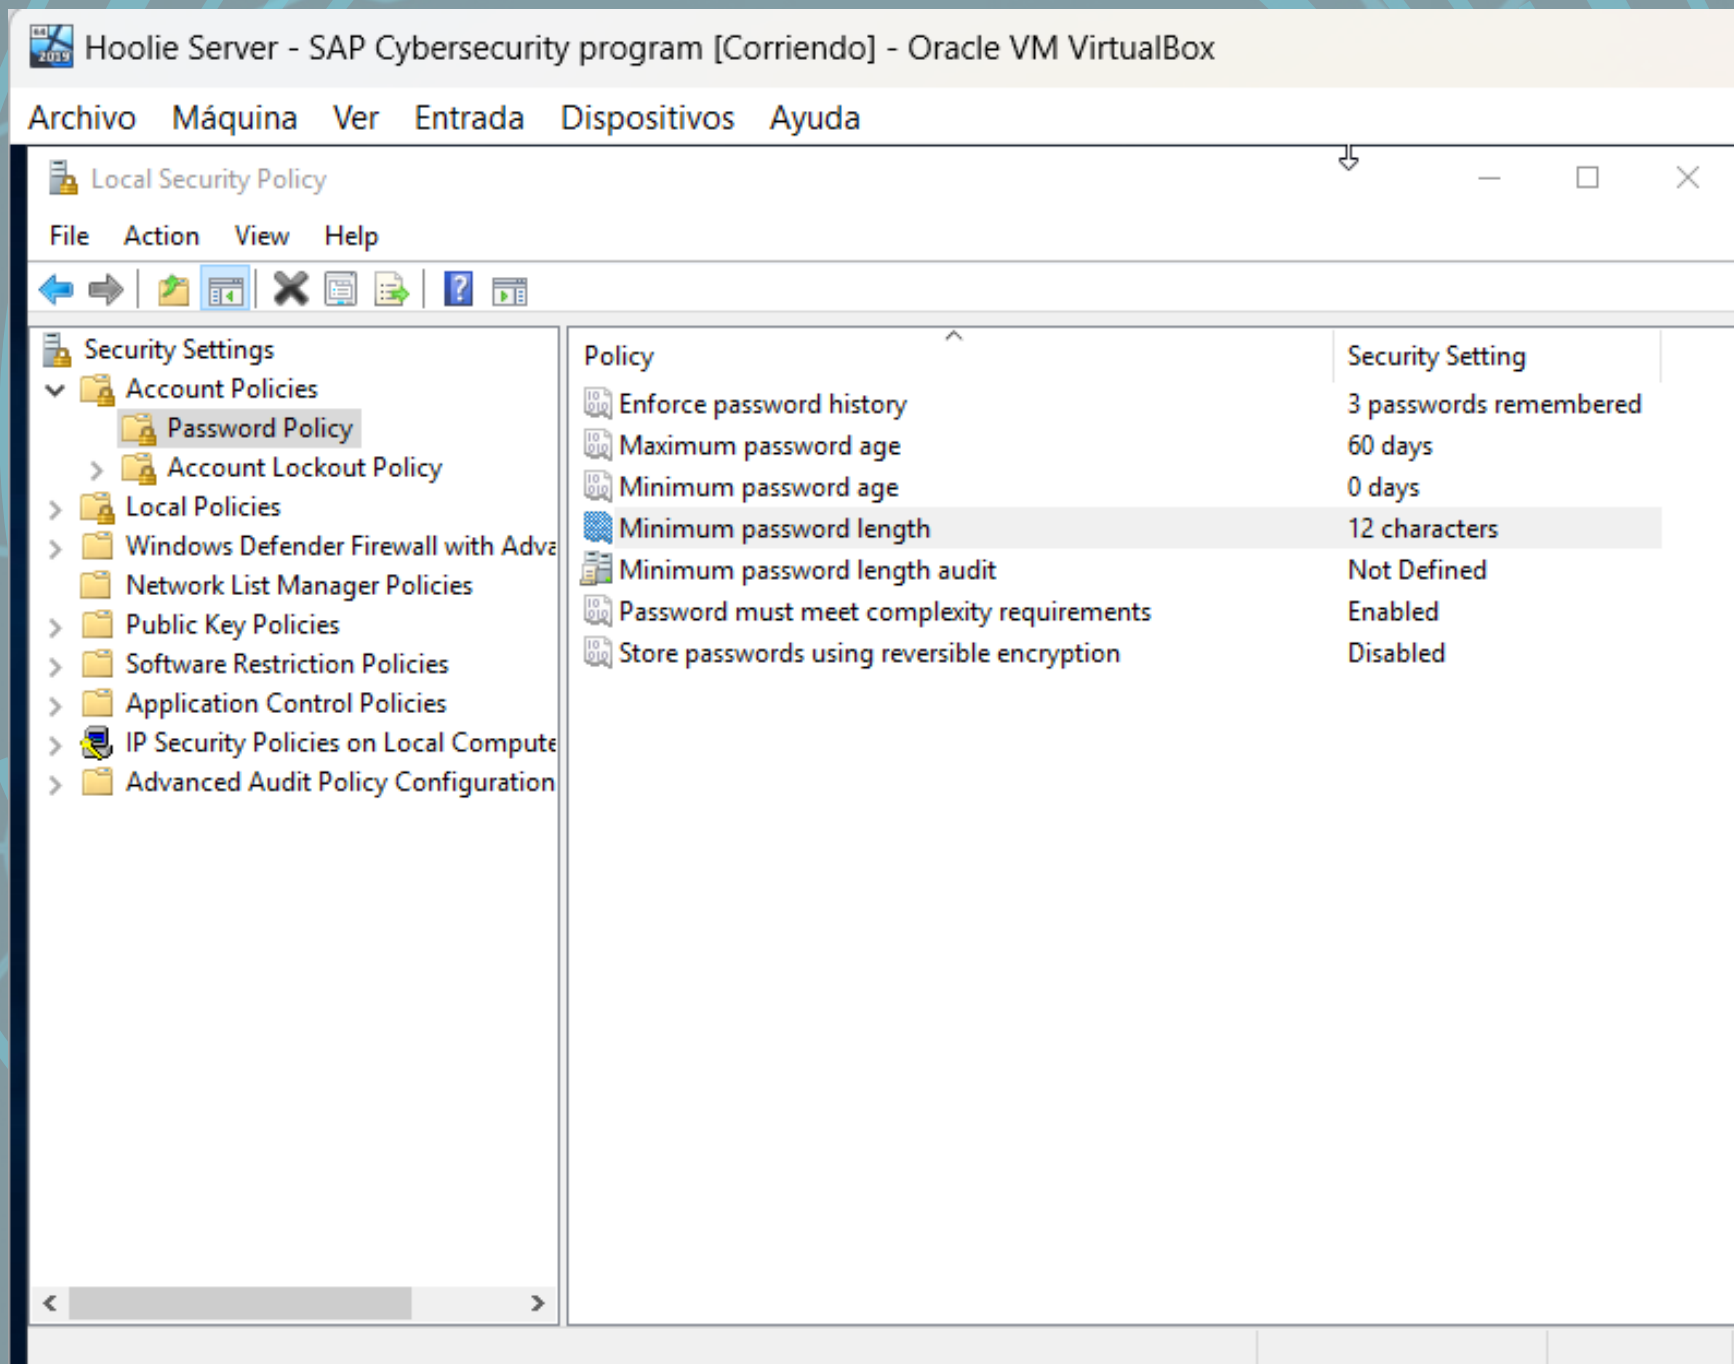 Hoolie Server - SAP Cybersecurity program [Corriendo] - Oracle VM VirtualBox
Archivo Máquina Ver Entrada Dispositivos Ayuda
Local Security Policy
File Action View Help
Security Settings
Account Policies
Password Policy
Account Lockout Policy
Local Policies
Windows Defender Firewall with Adva
Network List Manager Policies
Public Key Policies
Software Restriction Policies
Application Control Policies
IP Security Policies on Local Compute
Advanced Audit Policy Configuration
Policy Security Setting
Enforce password history 3 passwords remembered
Maximum password age 60 days
Minimum password age 0 days
Minimum password length 12 characters
Minimum password length audit Not Defined
Password must meet complexity requirements Enabled
Store passwords using reversible encryption Disabled